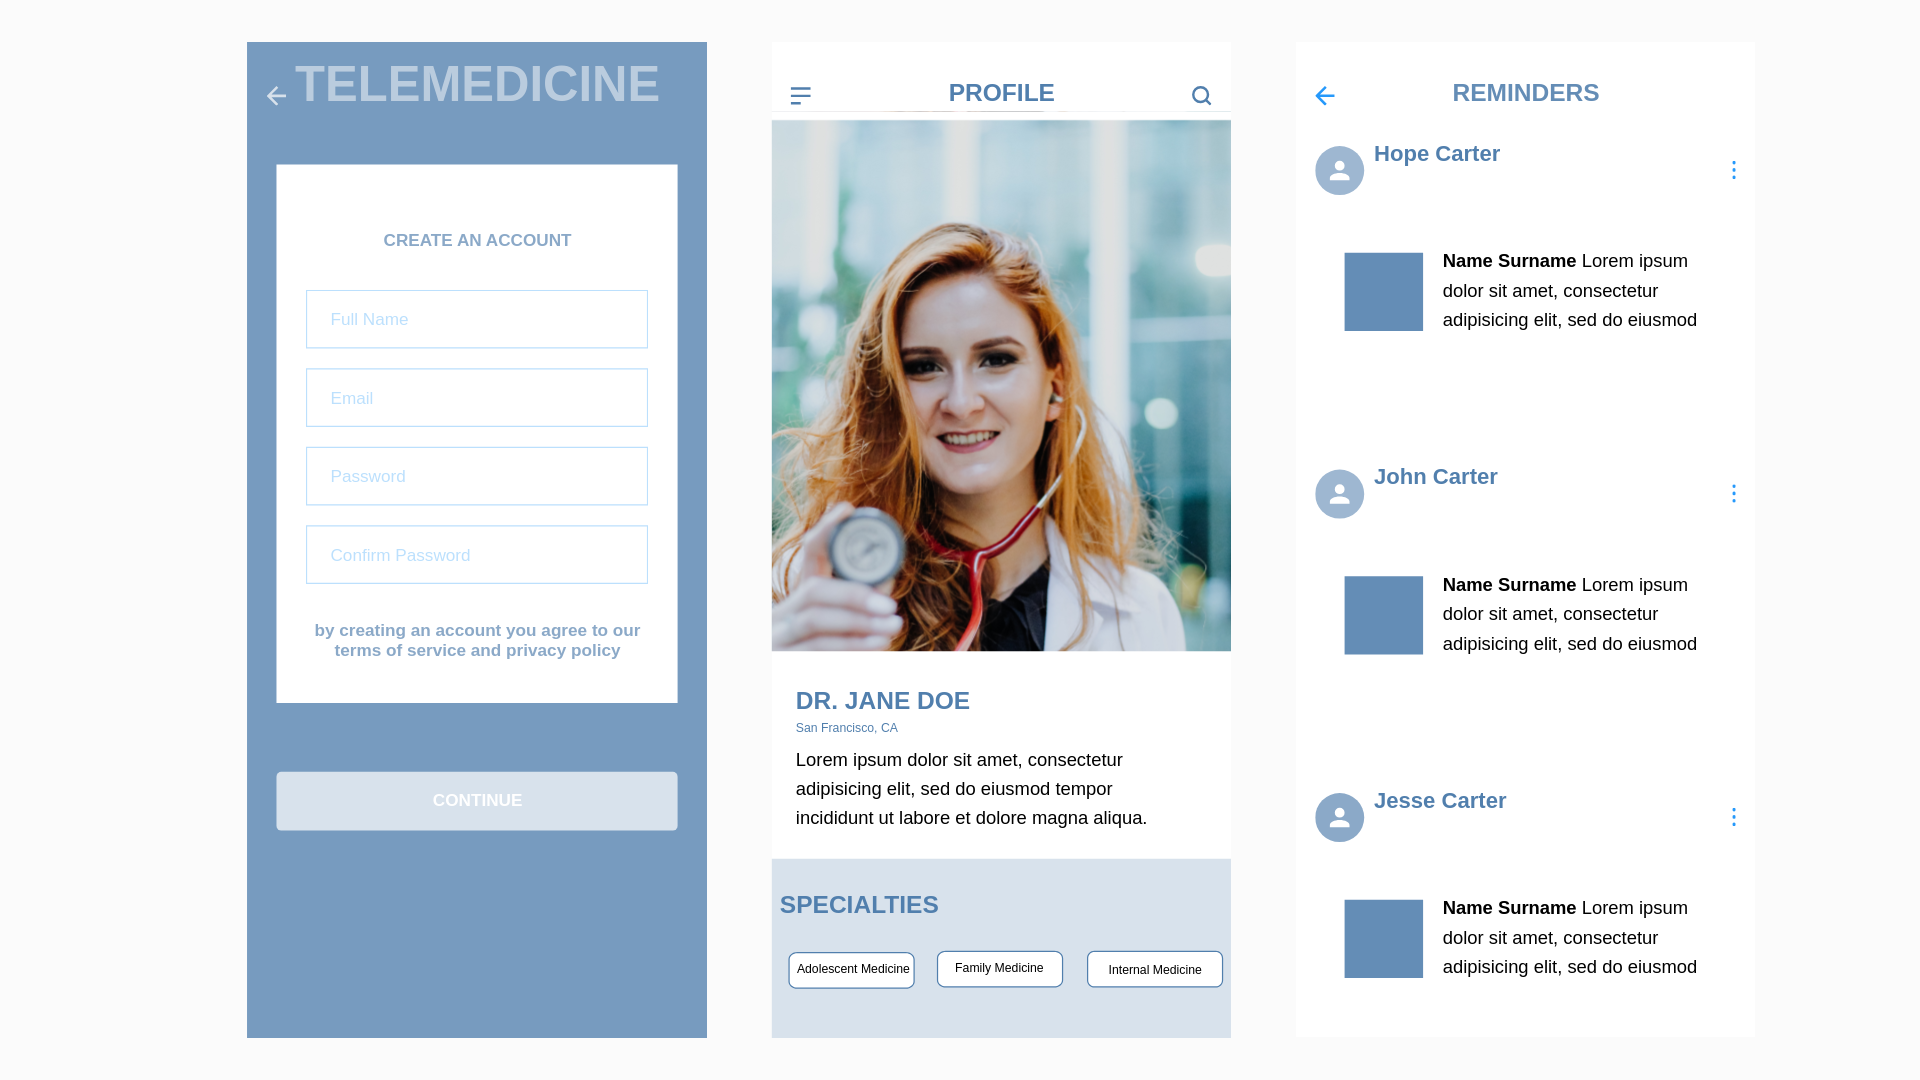 TELEMEDICINE
CREATE AN ACCOUNT
Full Name
Email
Password
Confirm Password
by creating an account you agree to our
terms of service and privacy policy
CONTINUE
PROFILE
DR. JANE DOE
San Francisco, CA
Lorem ipsum dolor sit amet, consectetur
adipisicing elit, sed do eiusmod tempor
incididunt ut labore et dolore magna aliqua.
SPECIALTIES
Adolescent Medicine
Family Medicine
Internal Medicine
REMINDERS
Hope Carter
Name Surname Lorem ipsum
dolor sit amet, consectetur
adipisicing elit, sed do eiusmod
John Carter
Name Surname Lorem ipsum
dolor sit amet, consectetur
adipisicing elit, sed do eiusmod
Jesse Carter
Name Surname Lorem ipsum
dolor sit amet, consectetur
adipisicing elit, sed do eiusmod